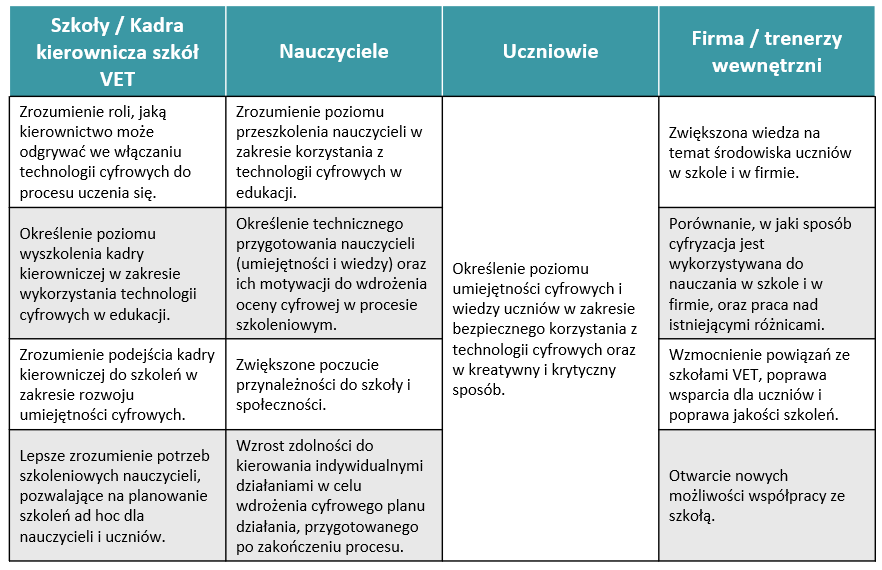 Szkoły / Kadra
kierownicza szkół
VET
Nauczyciele
Uczniowie
Firma / trenerzy
wewnętrzni
Zrozumienie roli, jaką
kierownictwo może
odgrywać we włączaniu
technologii cyfrowych do
procesu uczenia się.
Zrozumienie poziomu
przeszkolenia nauczycieli w
zakresie korzystania z
technologii cyfrowych w
edukacji.
Określenie poziomu
umiejętności cyfrowych i
wiedzy uczniów w zakresie
bezpiecznego korzystania z
technologii cyfrowych oraz
w kreatywny i krytyczny
sposób.
Zwiększona wiedza na
temat środowiska uczniów
w szkole i w firmie.
Określenie poziomu
wyszkolenia kadry
kierowniczej w zakresie
wykorzystania technologii
cyfrowych w edukacji.
Określenie technicznego
przygotowania nauczycieli
(umiejętności i wiedzy) oraz
ich motywacji do wdrożenia
oceny cyfrowej w procesie
szkoleniowym.
Porównanie, w jaki sposób
cyfryzacja jest
wykorzystywana do
nauczania w szkole i w
firmie, oraz praca nad
istniejącymi różnicami.
Zrozumienie podejścia kadry
kierowniczej do szkoleń w
zakresie rozwoju
umiejętności cyfrowych.
Zwiększone poczucie
przynależności do szkoły i
społeczności.
Wzmocnienie powiązań ze
szkołami VET, poprawa
wsparcia dla uczniów i
poprawa jakości szkoleń.
Lepsze zrozumienie potrzeb
szkoleniowych nauczycieli,
pozwalające na planowanie
szkoleń ad hoc dla
nauczycieli i uczniów.
Wzrost zdolności do
kierowania indywidualnymi
działaniami w celu
wdrożenia cyfrowego planu
działania, przygotowanego
po zakończeniu procesu.
Otwarcie nowych
możliwości współpracy ze
szkołą.